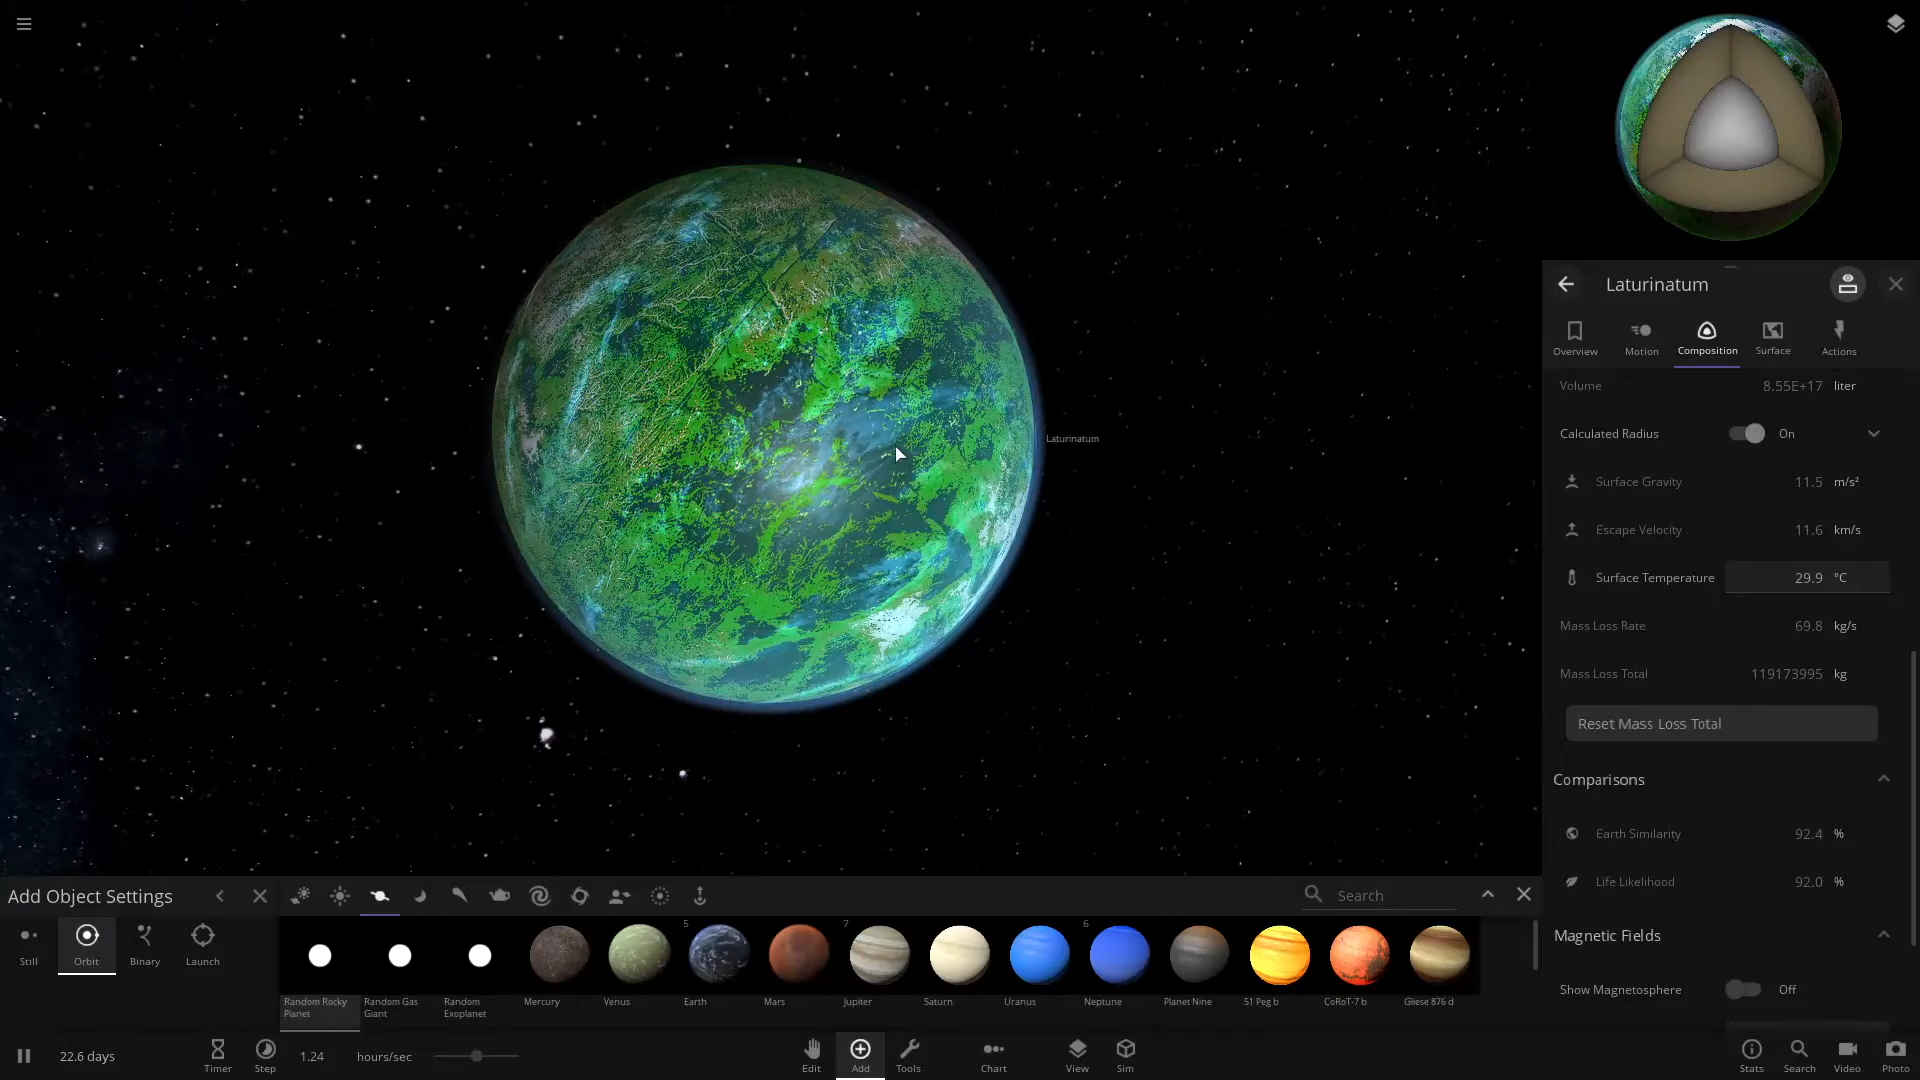 Laturinatum
Laturinatum
Overview
Motion
Composition
Surface
Actions
Volume 8.55E+17 liter
Calculated Radius On
Surface Gravity 11.5 m/s²
Escape Velocity 11.6 km/s
Surface Temperature 29.9 °C
Mass Loss Rate 69.8 kg/s
Mass Loss Total 119173995 kg
Reset Mass Loss Total
Comparisons
Earth Similarity 92.4 %
Life Likelihood 92.0 %
Magnetic Fields
Show Magnetosphere Off
Add Object Settings
Search
Still
Orbit
Binary
Launch
5
7
6
Random Rocky
Planet
Random Gas
Giant
Random
Exoplanet
Mercury
Venus
Earth
Mars
Jupiter
Saturn
Uranus
Neptune
Planet Nine
51 Peg b
CoRoT-7 b
Gliese 876 d
22.6 days
Timer
Step
1.24 hours/sec
Edit
Add
Tools
Chart
View
Sim
Stats
Search
Video
Photo